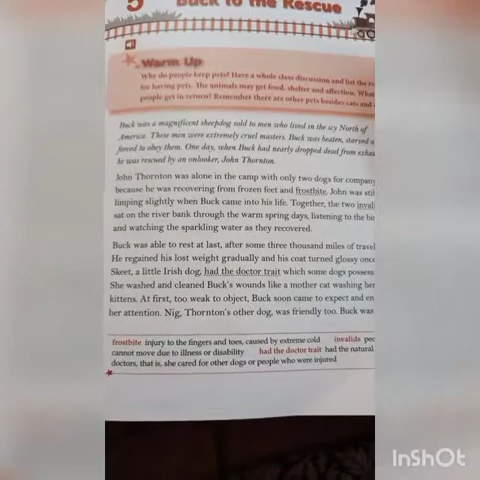 5 Buck to the Rescue
Warm Up
Why do people keep pets? Have a whole class discussion and list the
for having pets. The animals may get food, shelter and affection. What
people get in return? Remember there are other pets besides cats and
Buck was a magnificent sheepdog sold to men who lived in the icy North of
America. These men were extremely cruel masters. Buck was beaten, starved
forced to obey them. One day, when Buck had nearly dropped dead from
he was rescued by an onlooker, John Thornton.
John Thornton was alone in the camp with only two dogs for company
because he was recovering from frozen feet and frostbite. John was
limping slightly when Buck came into his life. Together, the two
sat on the river bank through the warm spring days, listening to the
and watching the sparkling water as they recovered.
Buck was able to rest at last, after some three thousand miles of
He regained his lost weight gradually and his coat turned glossy
Skeet, a little Irish dog, had the doctor trait which some dogs possess
She washed and cleaned Buck's wounds like a mother cat washing her
kittens. At first, too weak to object, Buck soon came to expect and
her attention. Nig, Thornton's other dog, was friendly too. Buck was
frostbite injury to the fingers and toes, caused by extreme cold invalids
cannot move due to illness or disability had the doctor trait had the natural
doctors, that is, she cared for other dogs or people who were injured
InShOt